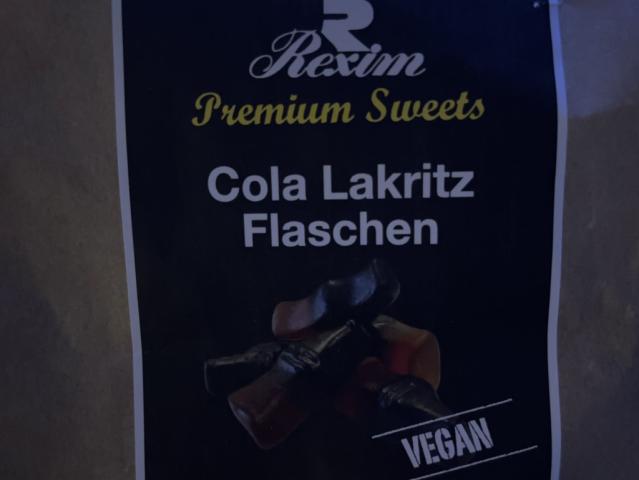 R
Rexim
Premium Sweets
Cola Lakritz
Flaschen
VEGAN